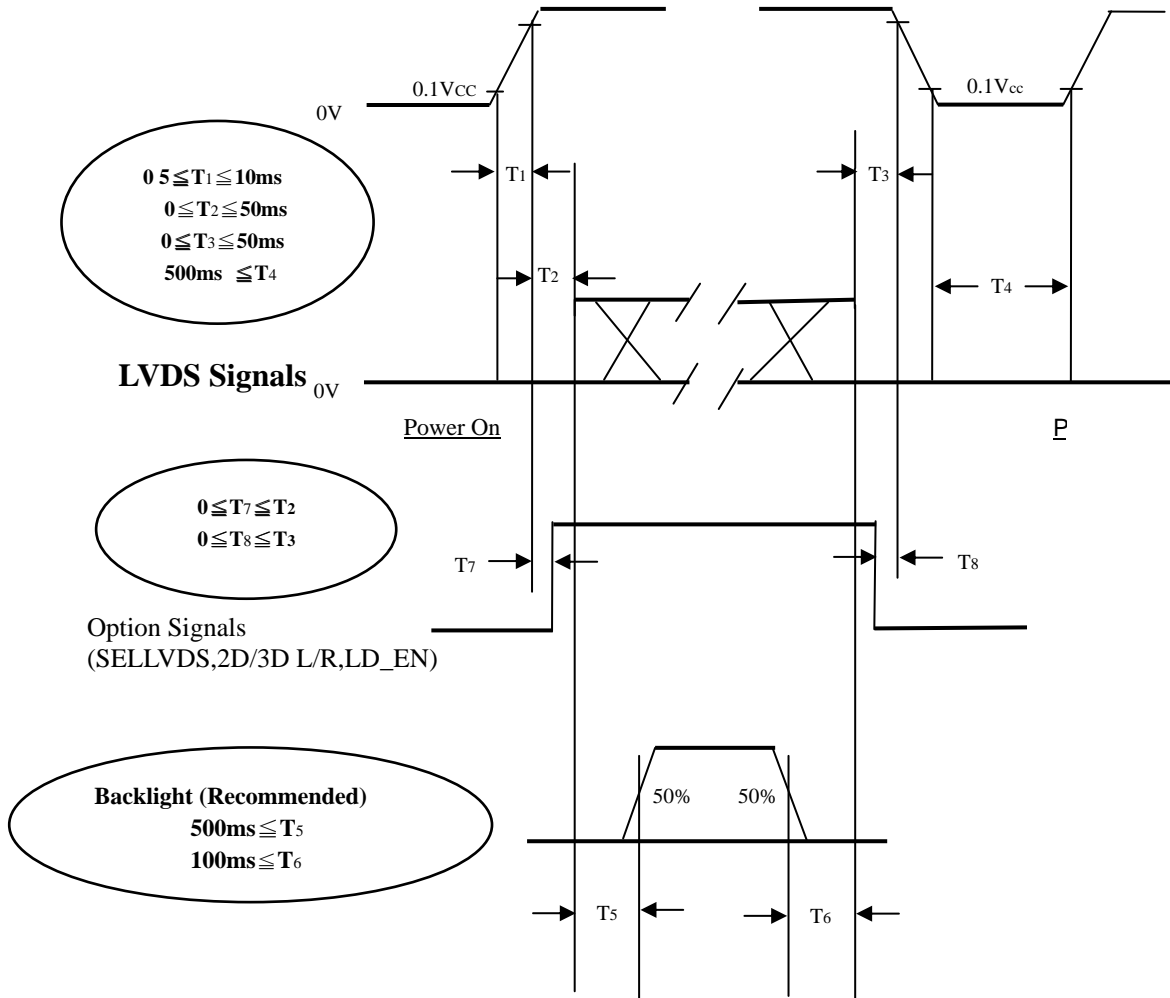 0.1VCC
0.1Vcc
0V
0 5≦T1≦10ms
0≦T2≦50ms
0≦T3≦50ms
500ms ≦T4
T1
T3
T2
T4
LVDS Signals 0V
Power On
P
0≦T7≦T2
0≦T8≦T3
T7
T8
Option Signals
(SELLVDS,2D/3D L/R,LD_EN)
Backlight (Recommended)
500ms≦T5
100ms≦T6
50%
50%
T5
T6